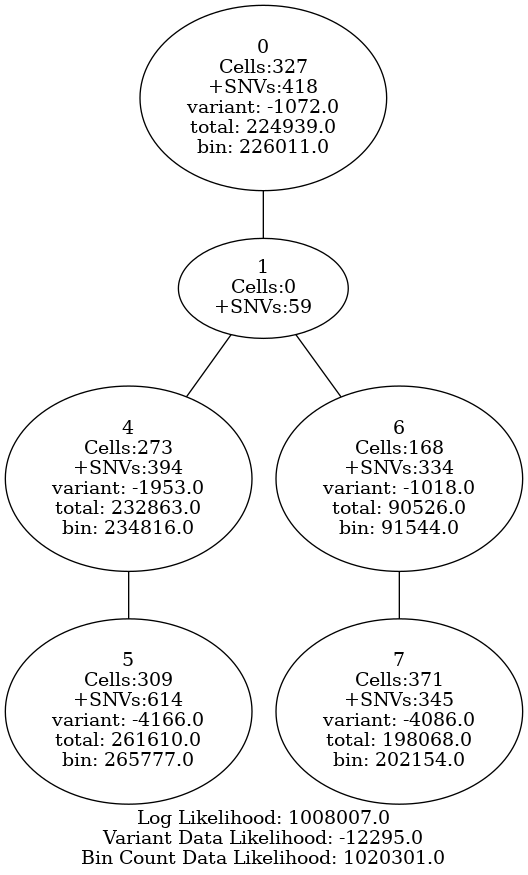 0
Cells:327
+SNVs:418
variant: -1072.0
total: 224939.0
bin: 226011.0
1
Cells:0
+SNVs:59
4
Cells:273
+SNVs:394
variant: -1953.0
total: 232863.0
bin: 234816.0
6
Cells:168
+SNVs:334
variant: -1018.0
total: 90526.0
bin: 91544.0
5
Cells:309
+SNVs:614
variant: -4166.0
total: 261610.0
bin: 265777.0
7
Cells:371
+SNVs:345
variant: -4086.0
total: 198068.0
bin: 202154.0
Log Likelihood: 1008007.0
Variant Data Likelihood: -12295.0
Bin Count Data Likelihood: 1020301.0